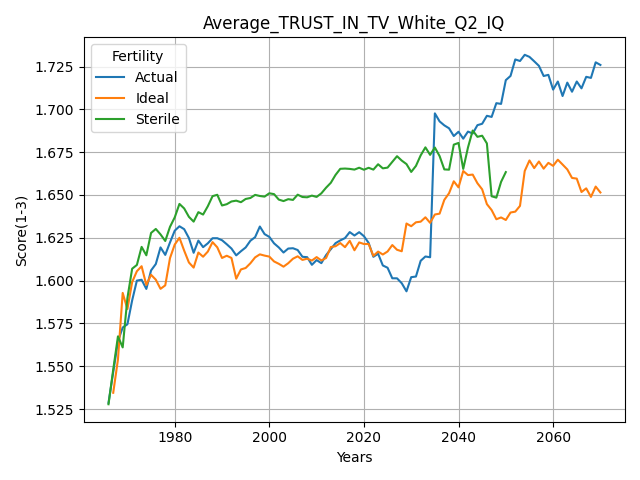 Average_TRUST_IN_TV_White_Q2_IQ
Fertility
Actual
Ideal
Sterile
Score(1-3)
1.725
1.700
1.675
1.650
1.625
1.600
1.575
1.550
1.525
1980
2000
2020
2040
2060
Years